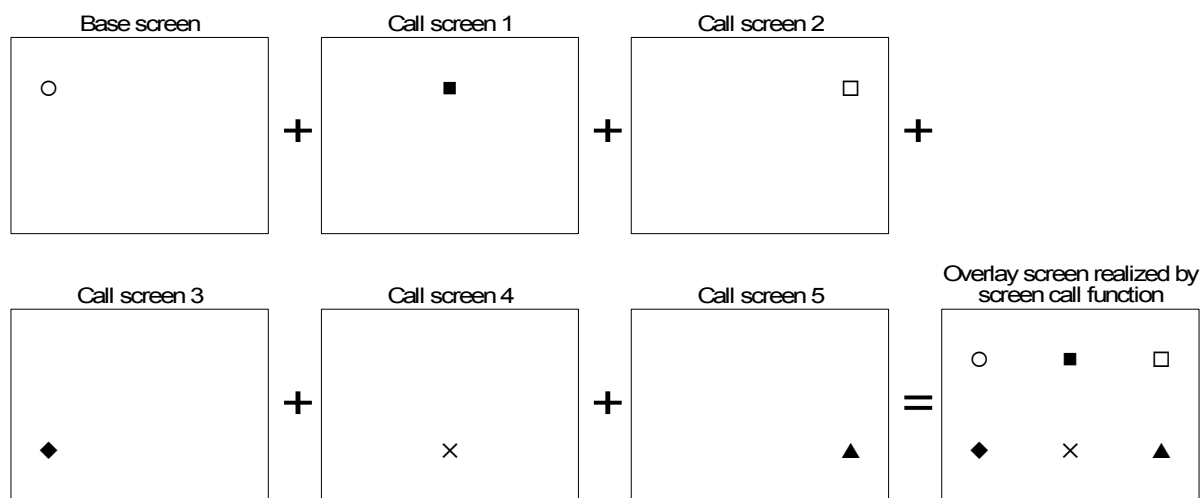 Base screen
Call screen 1
Call screen 2
+
+
+
Call screen 3
Call screen 4
Call screen 5
Overlay screen realized by
screen call function
+
+
=